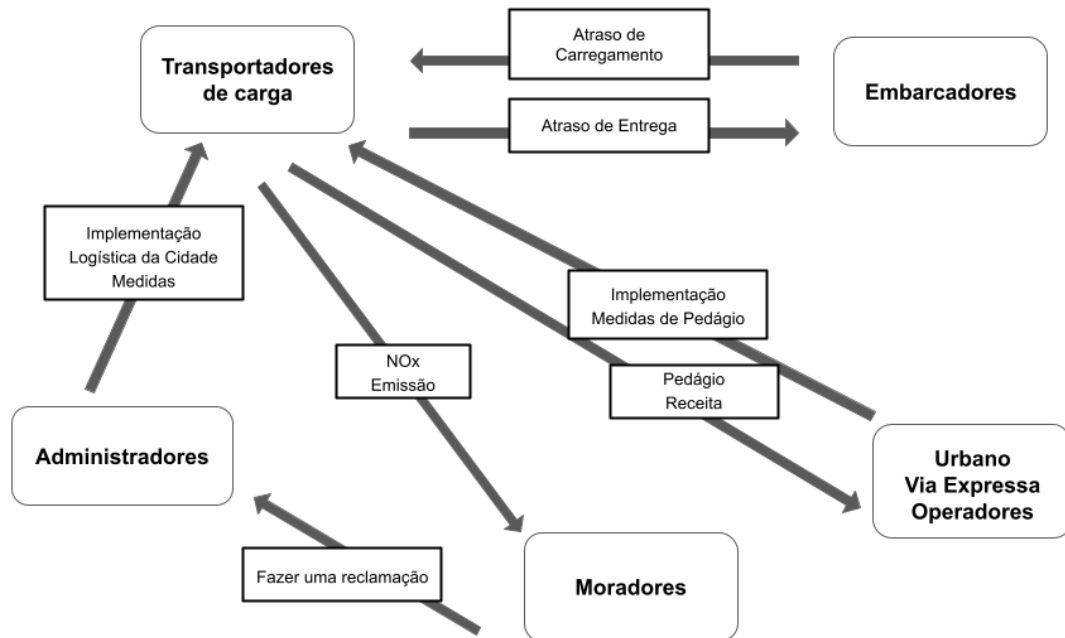 Atraso de
Carregamento
Transportadores
de carga
Embarcadores
Atraso de Entrega
Implementação
Logística da Cidade
Medidas
Implementação
Medidas de Pedágio
NOx
Emissão
Pedágio
Receita
Administradores
Urbano
Via Expressa
Operadores
Fazer uma reclamação
Moradores